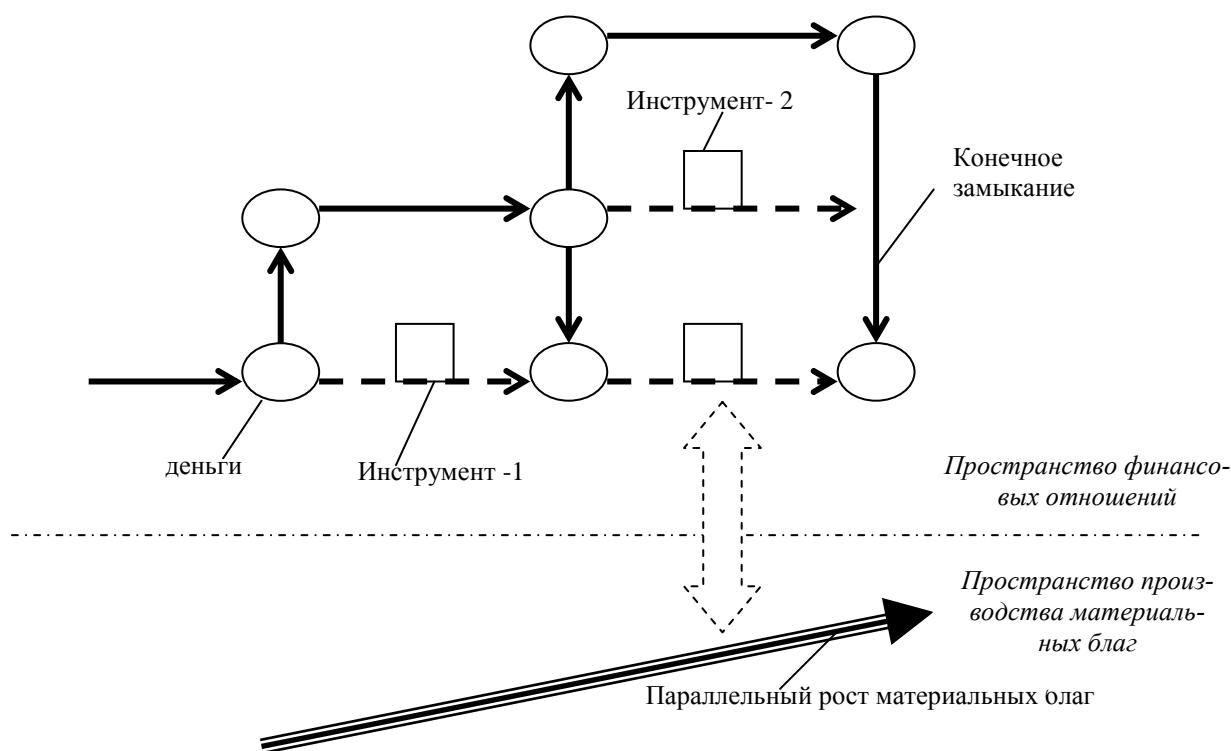 Инструмент- 2
Конечное
замыкание
деньги
Инструмент -1
Пространство финансо-
вых отношений
Пространство произ-
водства материаль-
ных благ
Параллельный рост материальных благ